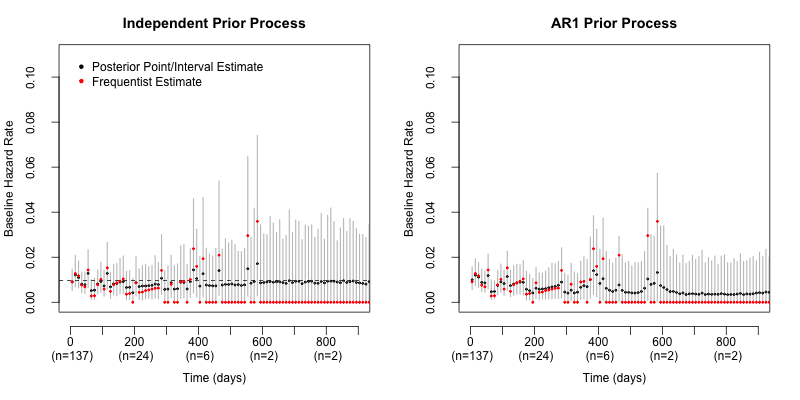 Independent Prior Process
Baseline Hazard Rate
0.00 0.02 0.04 0.06 0.08 0.10
Posterior Point/Interval Estimate
Frequentist Estimate
0 200 400 600 800
(n=137) (n=24) (n=6) (n=2) (n=2)
Time (days)
AR1 Prior Process
Baseline Hazard Rate
0.00 0.02 0.04 0.06 0.08 0.10
0 200 400 600 800
(n=137) (n=24) (n=6) (n=2) (n=2)
Time (days)